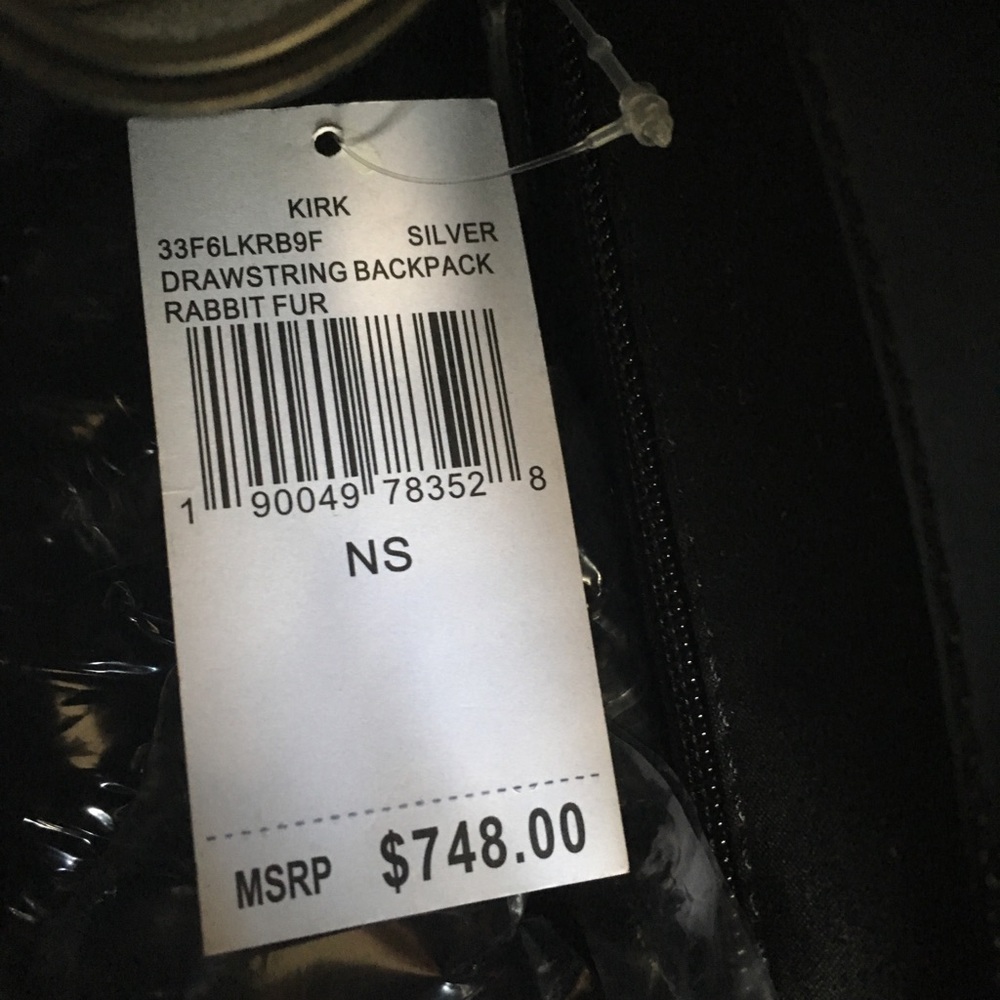 KIRK
33F6LKRB9F SILVER
DRAWSTRING BACKPACK
RABBIT FUR
1 90049 78352 8
NS
MSRP $748.00